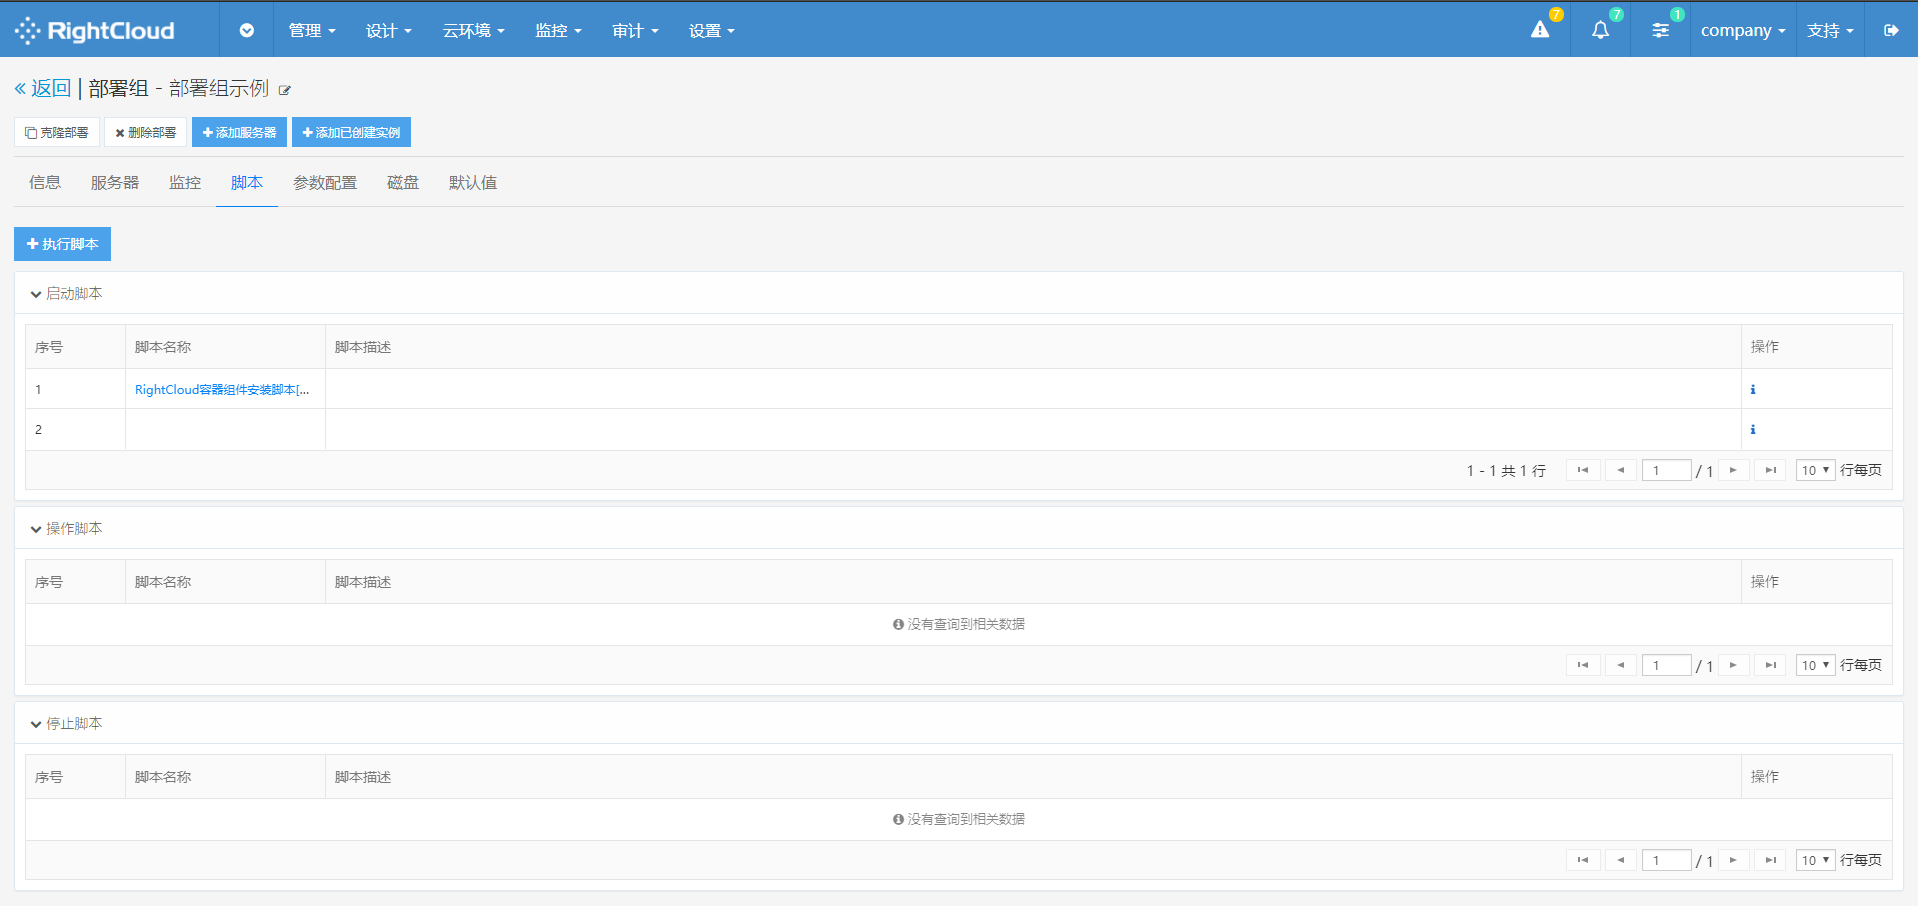 RightCloud 管理 设计 云环境 监控 审计 设置 7 7 1 company 支持
« 返回 | 部署组 - 部署组示例
克隆部署 删除部署 添加服务器 添加已创建实例
信息 服务器 监控 脚本 参数配置 磁盘 默认值
执行脚本
启动脚本
序号 脚本名称 脚本描述 操作
1 RightCloud容器组件安装脚本[...
2
1 - 1 共 1 行 1 / 1 10 行每页
操作脚本
序号 脚本名称 脚本描述 操作
没有查询到相关数据
1 / 1 10 行每页
停止脚本
序号 脚本名称 脚本描述 操作
没有查询到相关数据
1 / 1 10 行每页